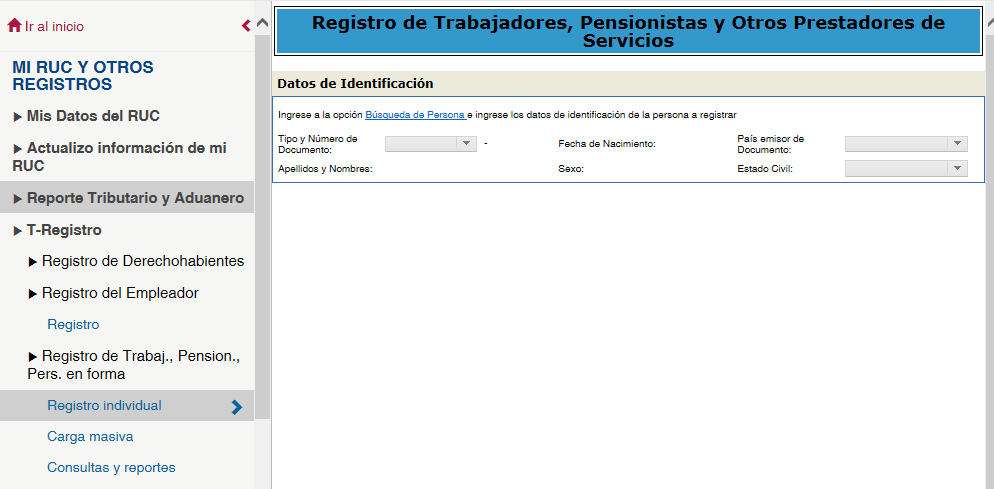 Ir al inicio
MI RUC Y OTROS
REGISTROS
Mis Datos del RUC
Actualizo información de mi
RUC
Reporte Tributario y Aduanero
T-Registro
Registro de Derechohabientes
Registro del Empleador
Registro
Registro de Trabaj., Pension.,
Pers. en forma
Registro individual
Carga masiva
Consultas y reportes
Registro de Trabajadores, Pensionistas y Otros Prestadores de
Servicios
Datos de Identificación
Ingrese a la opción Búsqueda de Persona e ingrese los datos de identificación de la persona a registrar
Tipo y Número de
Documento:
-
Fecha de Nacimiento:
País emisor de
Documento:
Apellidos y Nombres:
Sexo:
Estado Civil: